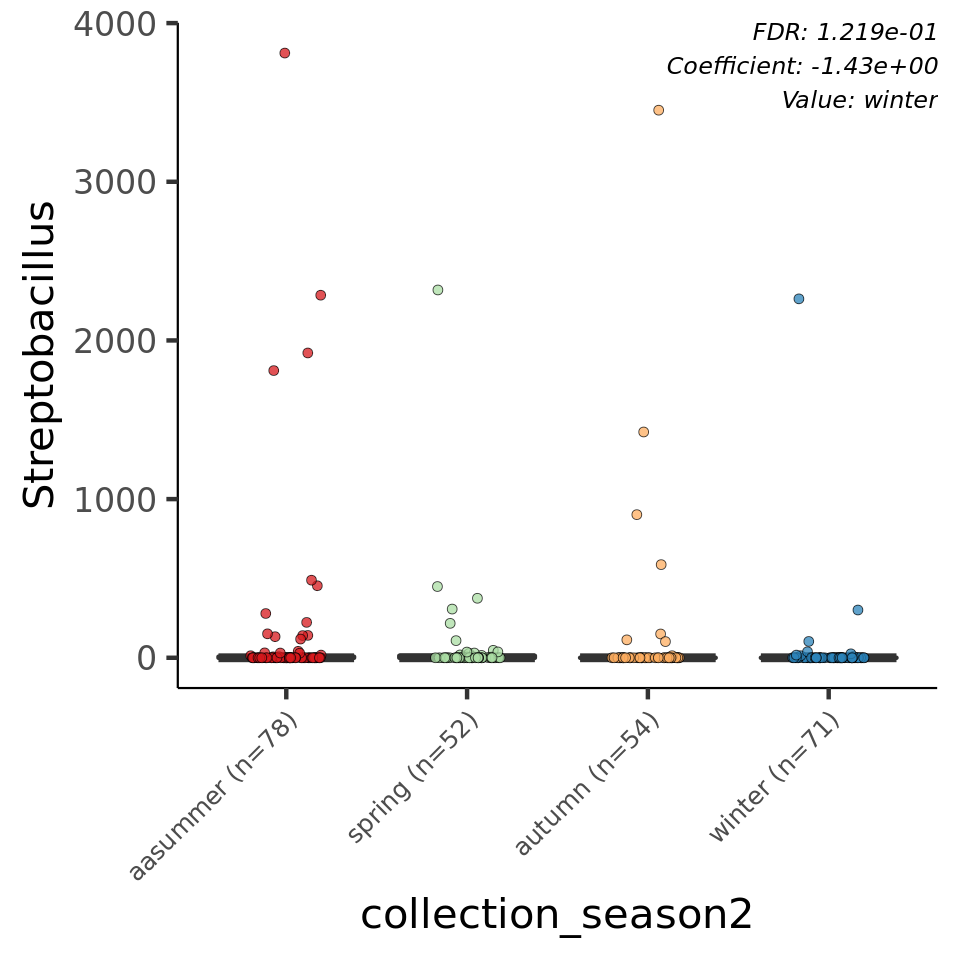 FDR: 1.219e-01
Coefficient: -1.43e+00
Value: winter
Streptobacillus
4000
3000
2000
1000
0
aasummer (n=78)
spring (n=52)
autumn (n=54)
winter (n=71)
collection_season2